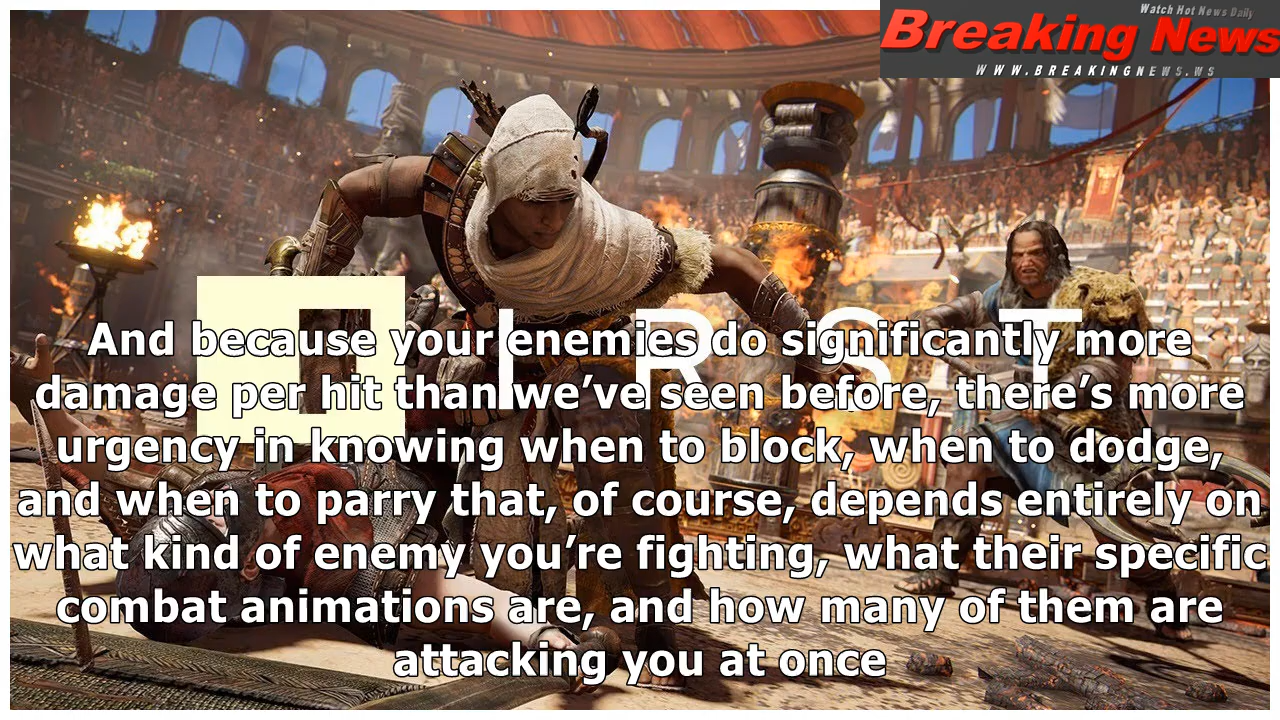 Watch Hot News Daily
Breaking News
WWW.BREAKINGNEWS.WS
IRST
And because your enemies do significantly more
damage per hit than we’ve seen before, there’s more
urgency in knowing when to block, when to dodge,
and when to parry that, of course, depends entirely on
what kind of enemy you’re fighting, what their specific
combat animations are, and how many of them are
attacking you at once